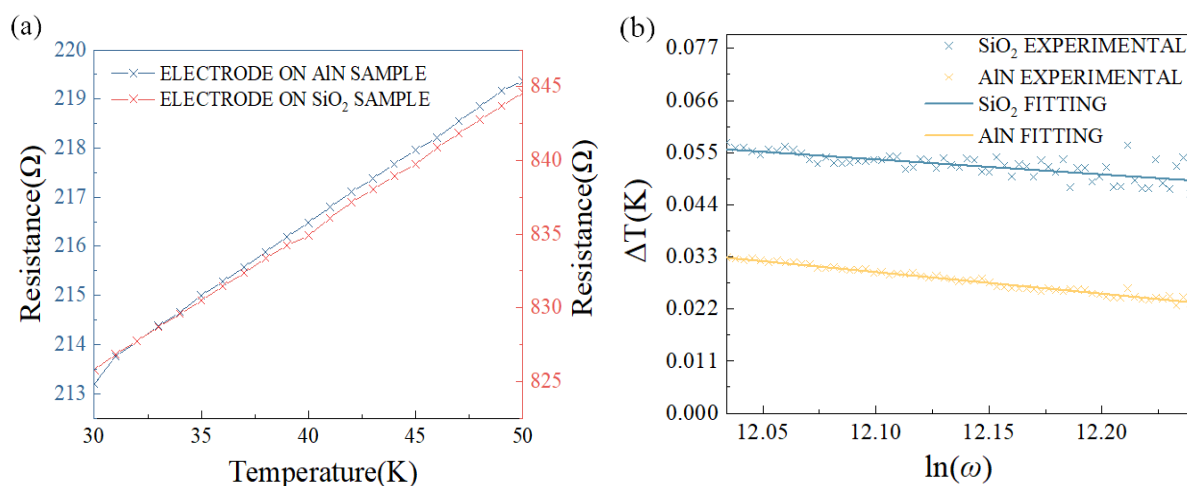 (a)
220
219
218
217
216
215
214
213
Resistance(Ω)
ELECTRODE ON AlN SAMPLE
ELECTRODE ON SiO₂ SAMPLE
845
840
835
830
825
Resistance(Ω)
30
35
40
45
50
Temperature(K)
(b)
0.077
0.066
0.055
0.044
0.033
0.022
0.011
0.000
ΔT(K)
SiO₂ EXPERIMENTAL
AlN EXPERIMENTAL
SiO₂ FITTING
AlN FITTING
12.05
12.10
12.15
12.20
ln(ω)